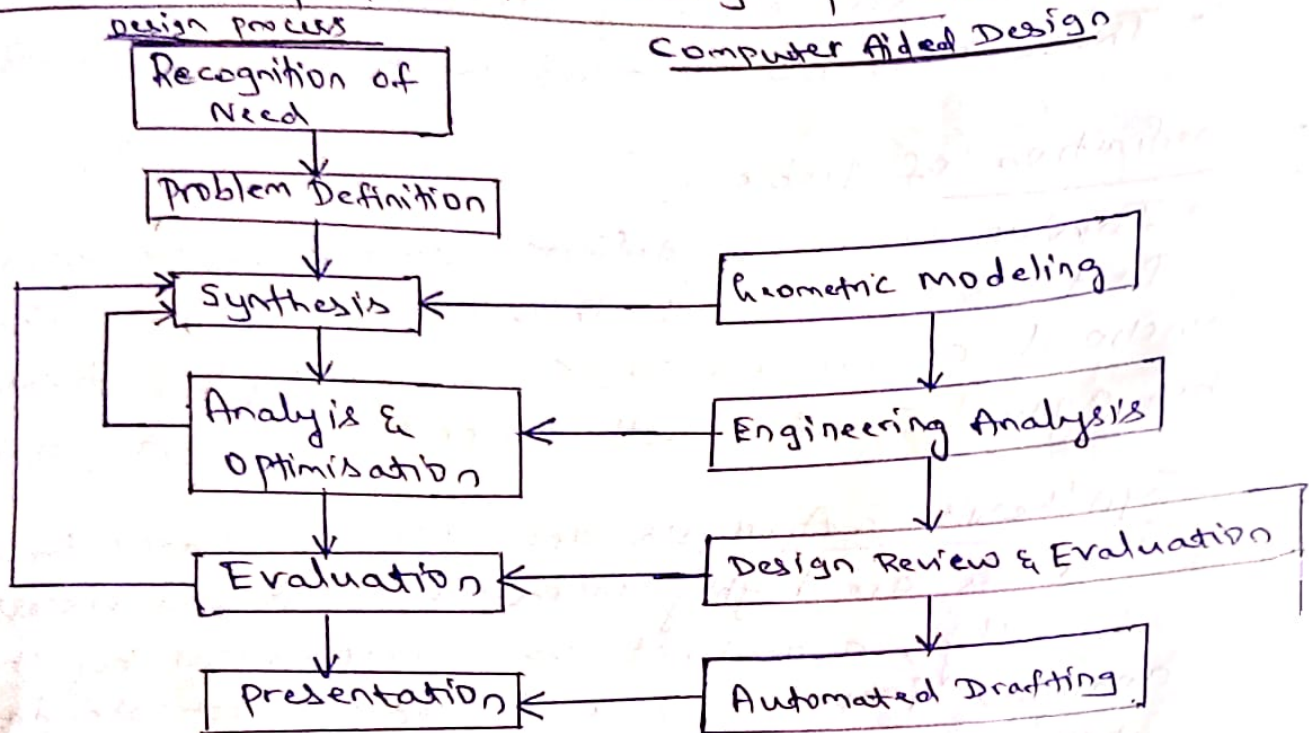 Design process
Computer Aided Design
Recognition of
Need
Problem Definition
Synthesis
Geometric modeling
Analyis &
Optimisation
Engineering Analysis
Evaluation
Design Review & Evaluation
presentation
Automated Drafting